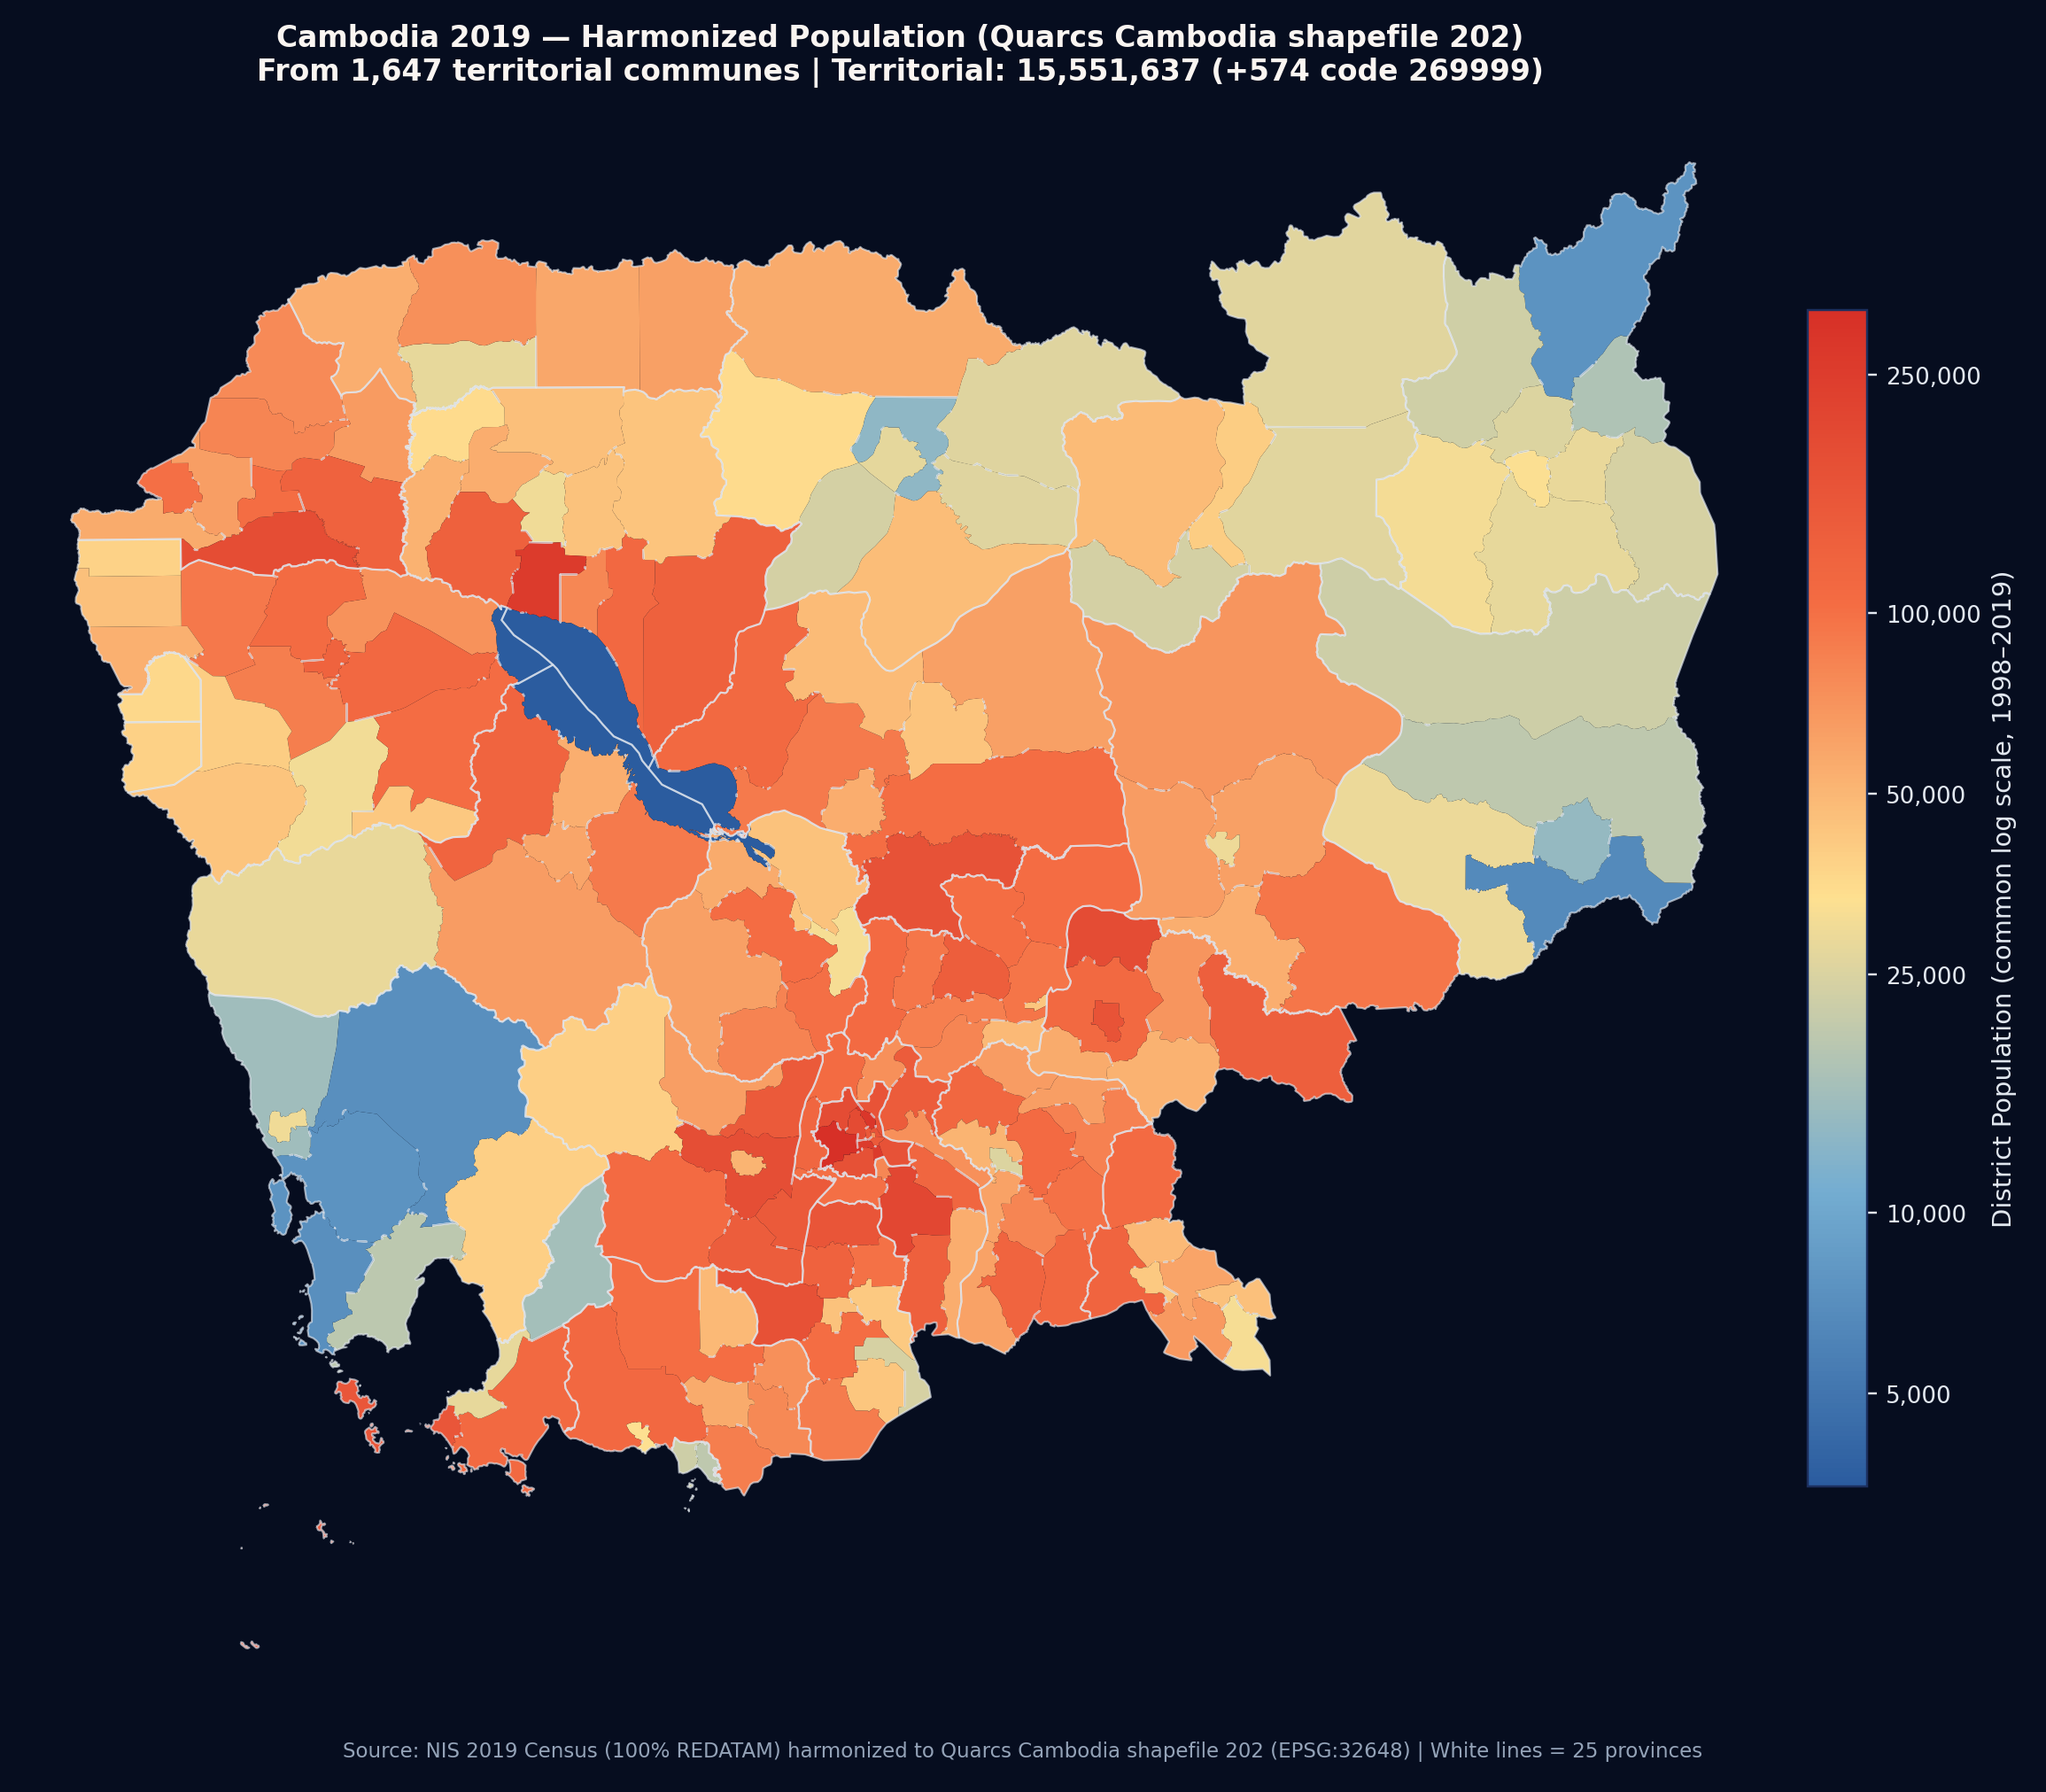 Cambodia 2019 — Harmonized Population (Quarcs Cambodia shapefile 202)
From 1,647 territorial communes | Territorial: 15,551,637 (+574 code 269999)
250,000
100,000
50,000
25,000
10,000
5,000
District Population (common log scale, 1998–2019)
Source: NIS 2019 Census (100% REDATAM) harmonized to Quarcs Cambodia shapefile 202 (EPSG:32648) | White lines = 25 provinces